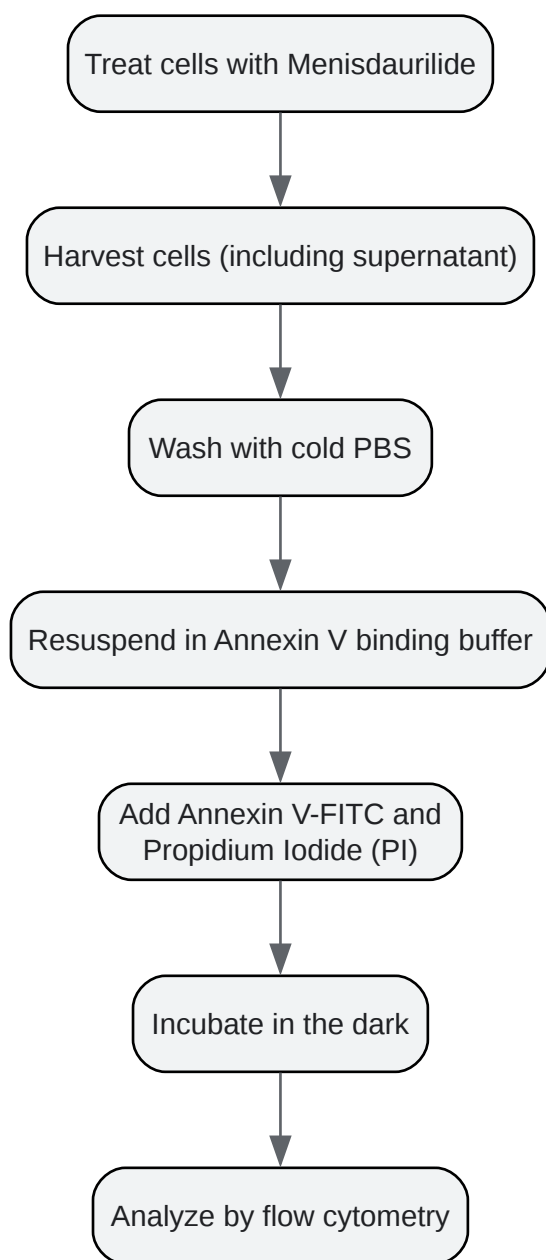 Treat cells with Menisdaurilide
Harvest cells (including supernatant)
Wash with cold PBS
Resuspend in Annexin V binding buffer
Add Annexin V-FITC and
Propidium Iodide (PI)
Incubate in the dark
Analyze by flow cytometry